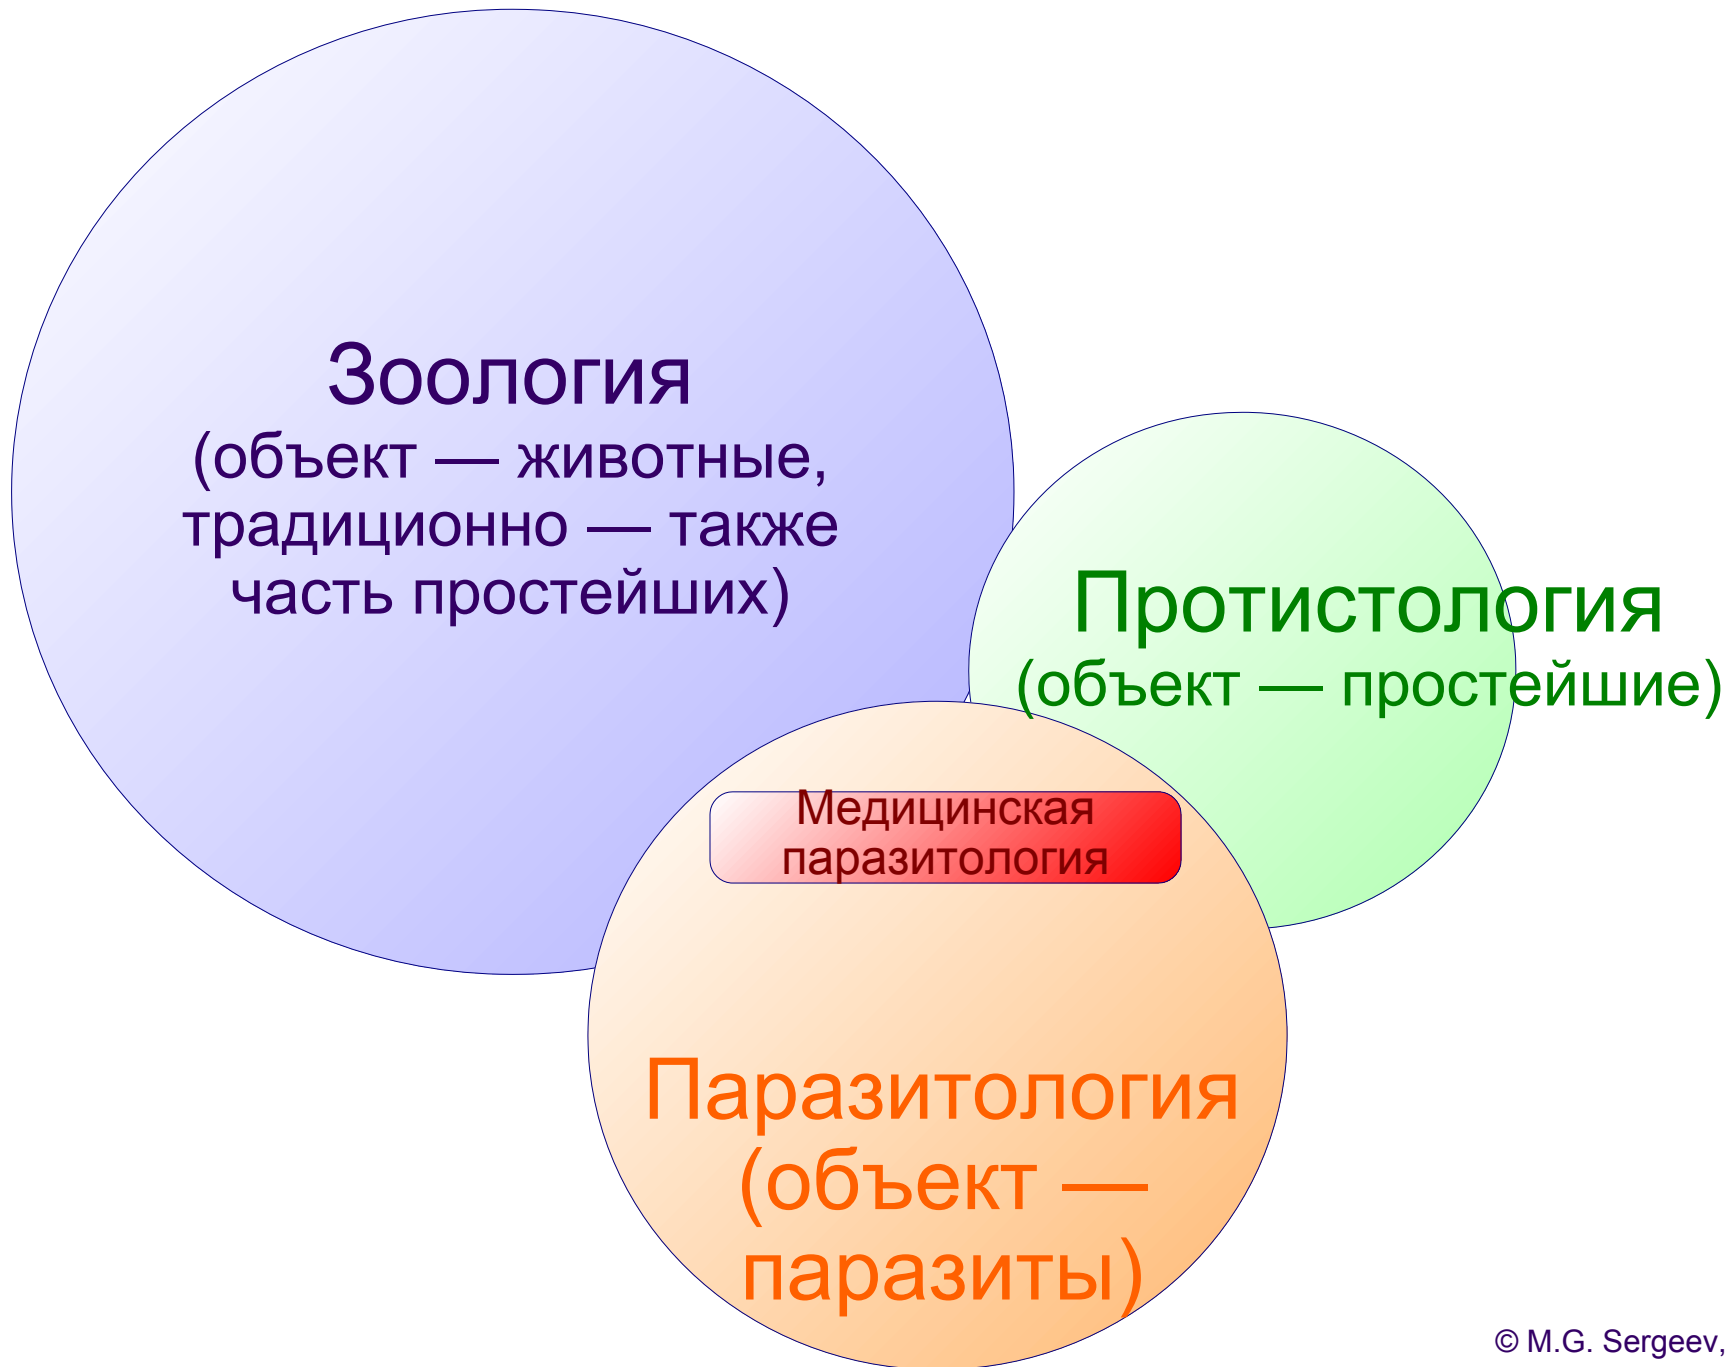 Зоология
(объект — животные,
традиционно — также
часть простейших)
Протистология
(объект — простейшие)
Медицинская
паразитология
Паразитология
(объект —
паразиты)
© M.G. Sergeev,